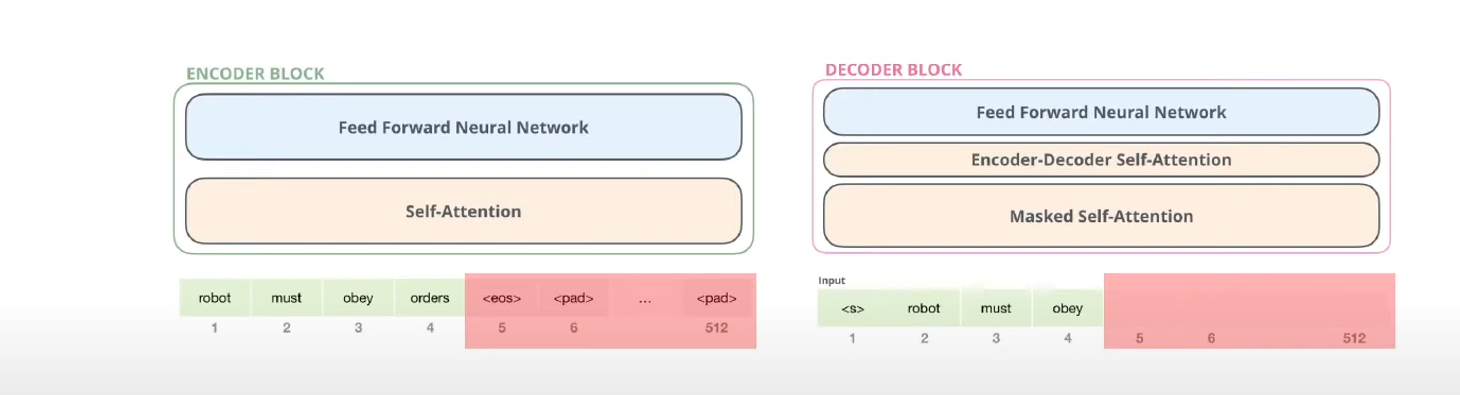 ENCODER BLOCK
Feed Forward Neural Network
Self-Attention
robot must obey orders <eos> <pad> ... <pad>
1 2 3 4 5 6 512
DECODER BLOCK
Feed Forward Neural Network
Encoder-Decoder Self-Attention
Masked Self-Attention
Input
<s> robot must obey
1 2 3 4 5 6 512